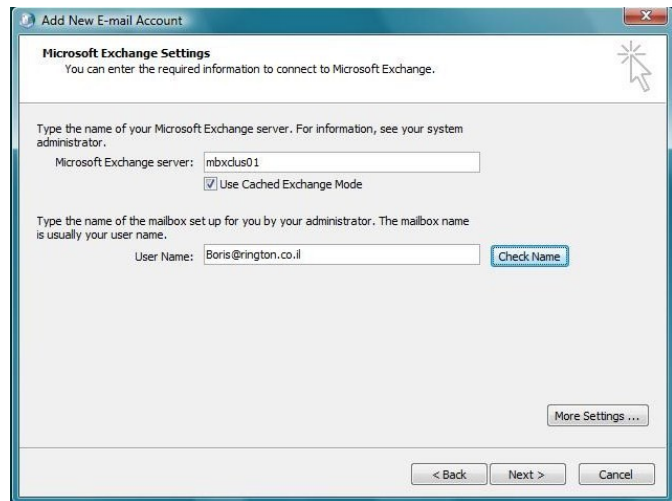 Add New E-mail Account
Microsoft Exchange Settings
You can enter the required information to connect to Microsoft Exchange.
Type the name of your Microsoft Exchange server. For information, see your system
administrator.
Microsoft Exchange server: mbxclus01
Use Cached Exchange Mode
Type the name of the mailbox set up for you by your administrator. The mailbox name
is usually your user name.
User Name: Boris@rington.co.il Check Name
More Settings ...
< Back Next > Cancel